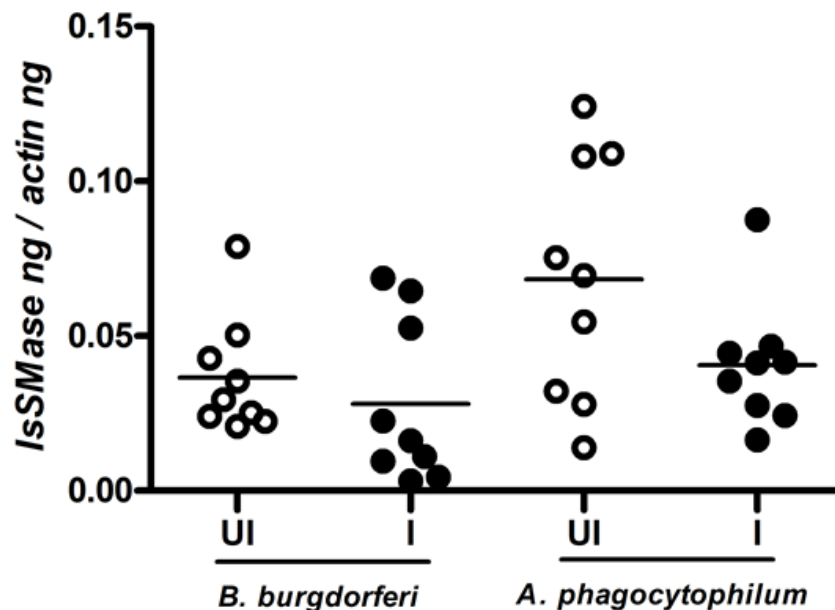 IsSMase ng / actin ng
0.15
0.10
0.05
0.00
UI I UI I
B. burgdorferi A. phagocytophilum